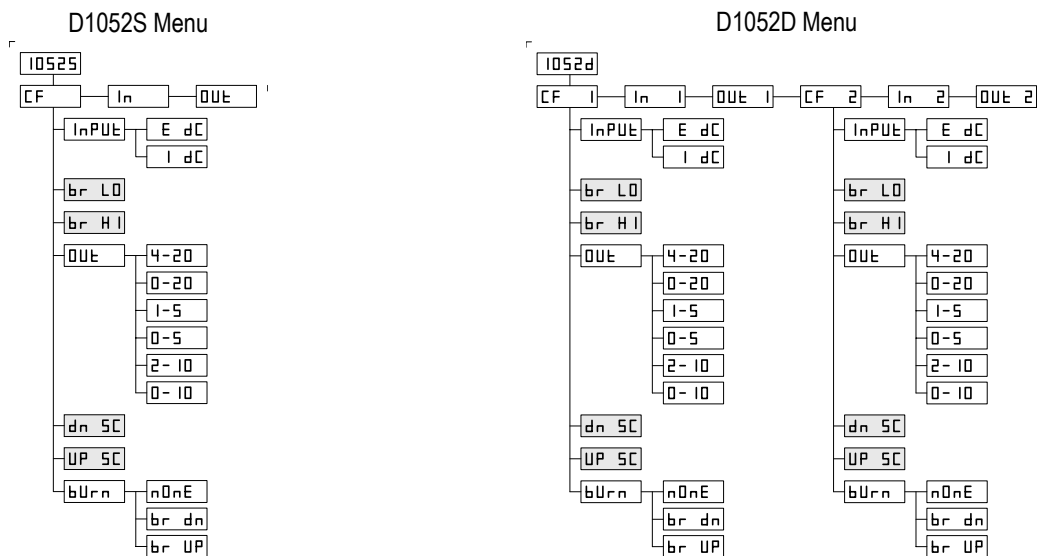 D1052S Menu
1052S
CF In OUt
InPUt E dC
I dC
br LO
br HI
OUt 4-20
0-20
1-5
0-5
2-10
0-10
dn SC
UP SC
bUrn nOnE
br dn
br UP
D1052D Menu
1052d
CF 1 In 1 OUt 1 CF 2 In 2 OUt 2
InPUt E dC InPUt E dC
I dC I dC
br LO br LO
br HI br HI
OUt 4-20 OUt 4-20
0-20 0-20
1-5 1-5
0-5 0-5
2-10 2-10
0-10 0-10
dn SC dn SC
UP SC UP SC
bUrn nOnE bUrn nOnE
br dn br dn
br UP br UP